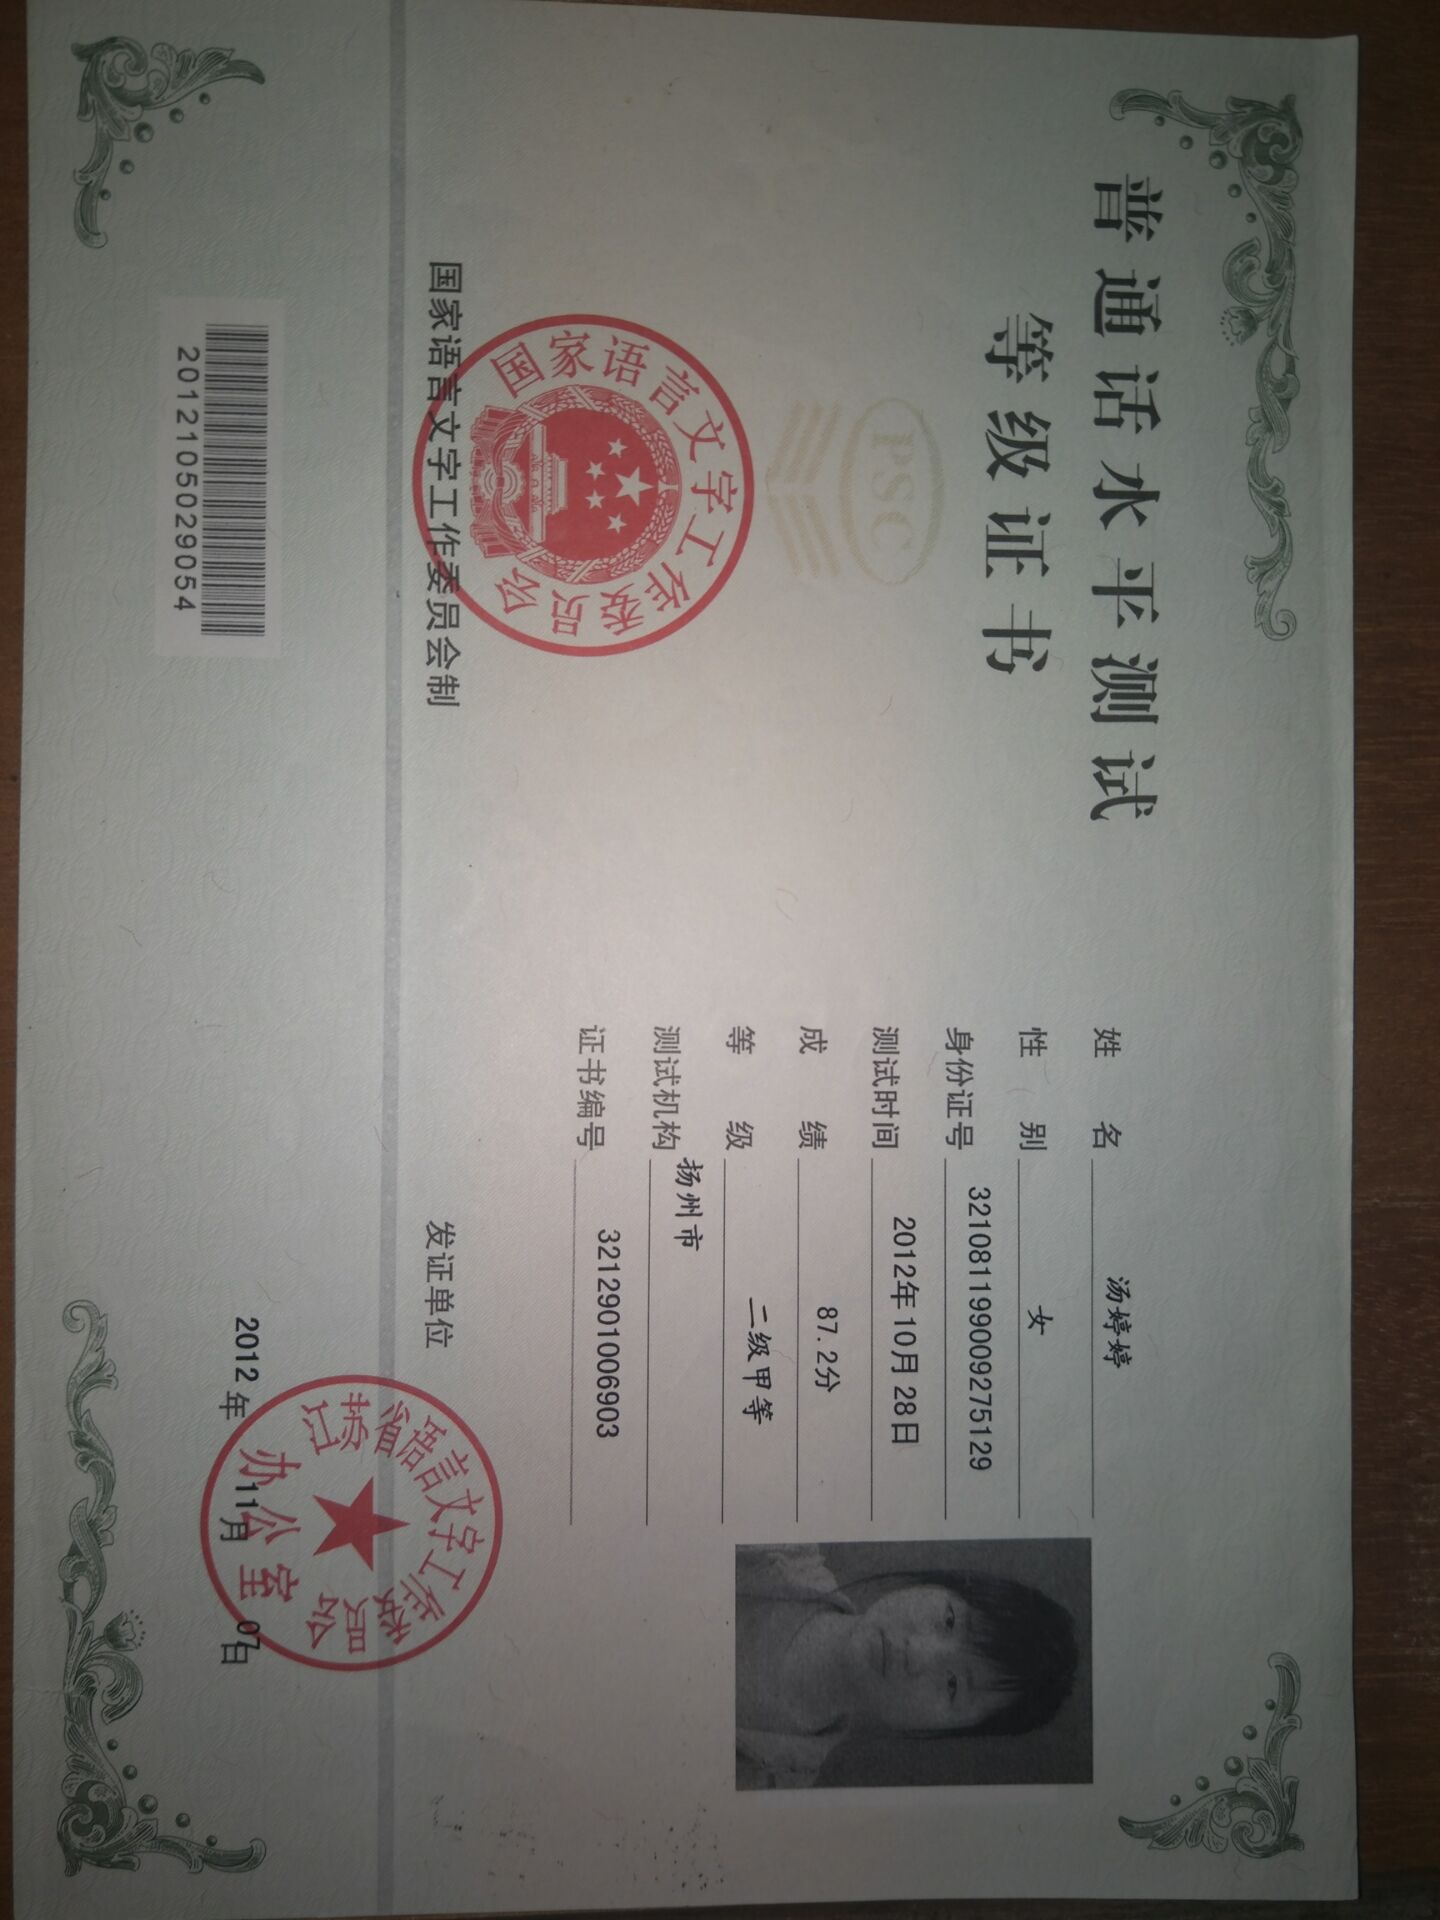 普通话水平测试
等级证书
PSC
国家语言文字工作委员会
国家语言文字工作委员会制
20121050290​54
姓 名 汤婷婷
性 别 女
身份证号 321081199009275129
测试时间 2012年10月28日
成 绩 87.2分
等 级 二级甲等
测试机构 扬州市
证书编号 3212901006903
发证单位
江苏省语言文字工作委员会
办公室
2012年 11月 07日